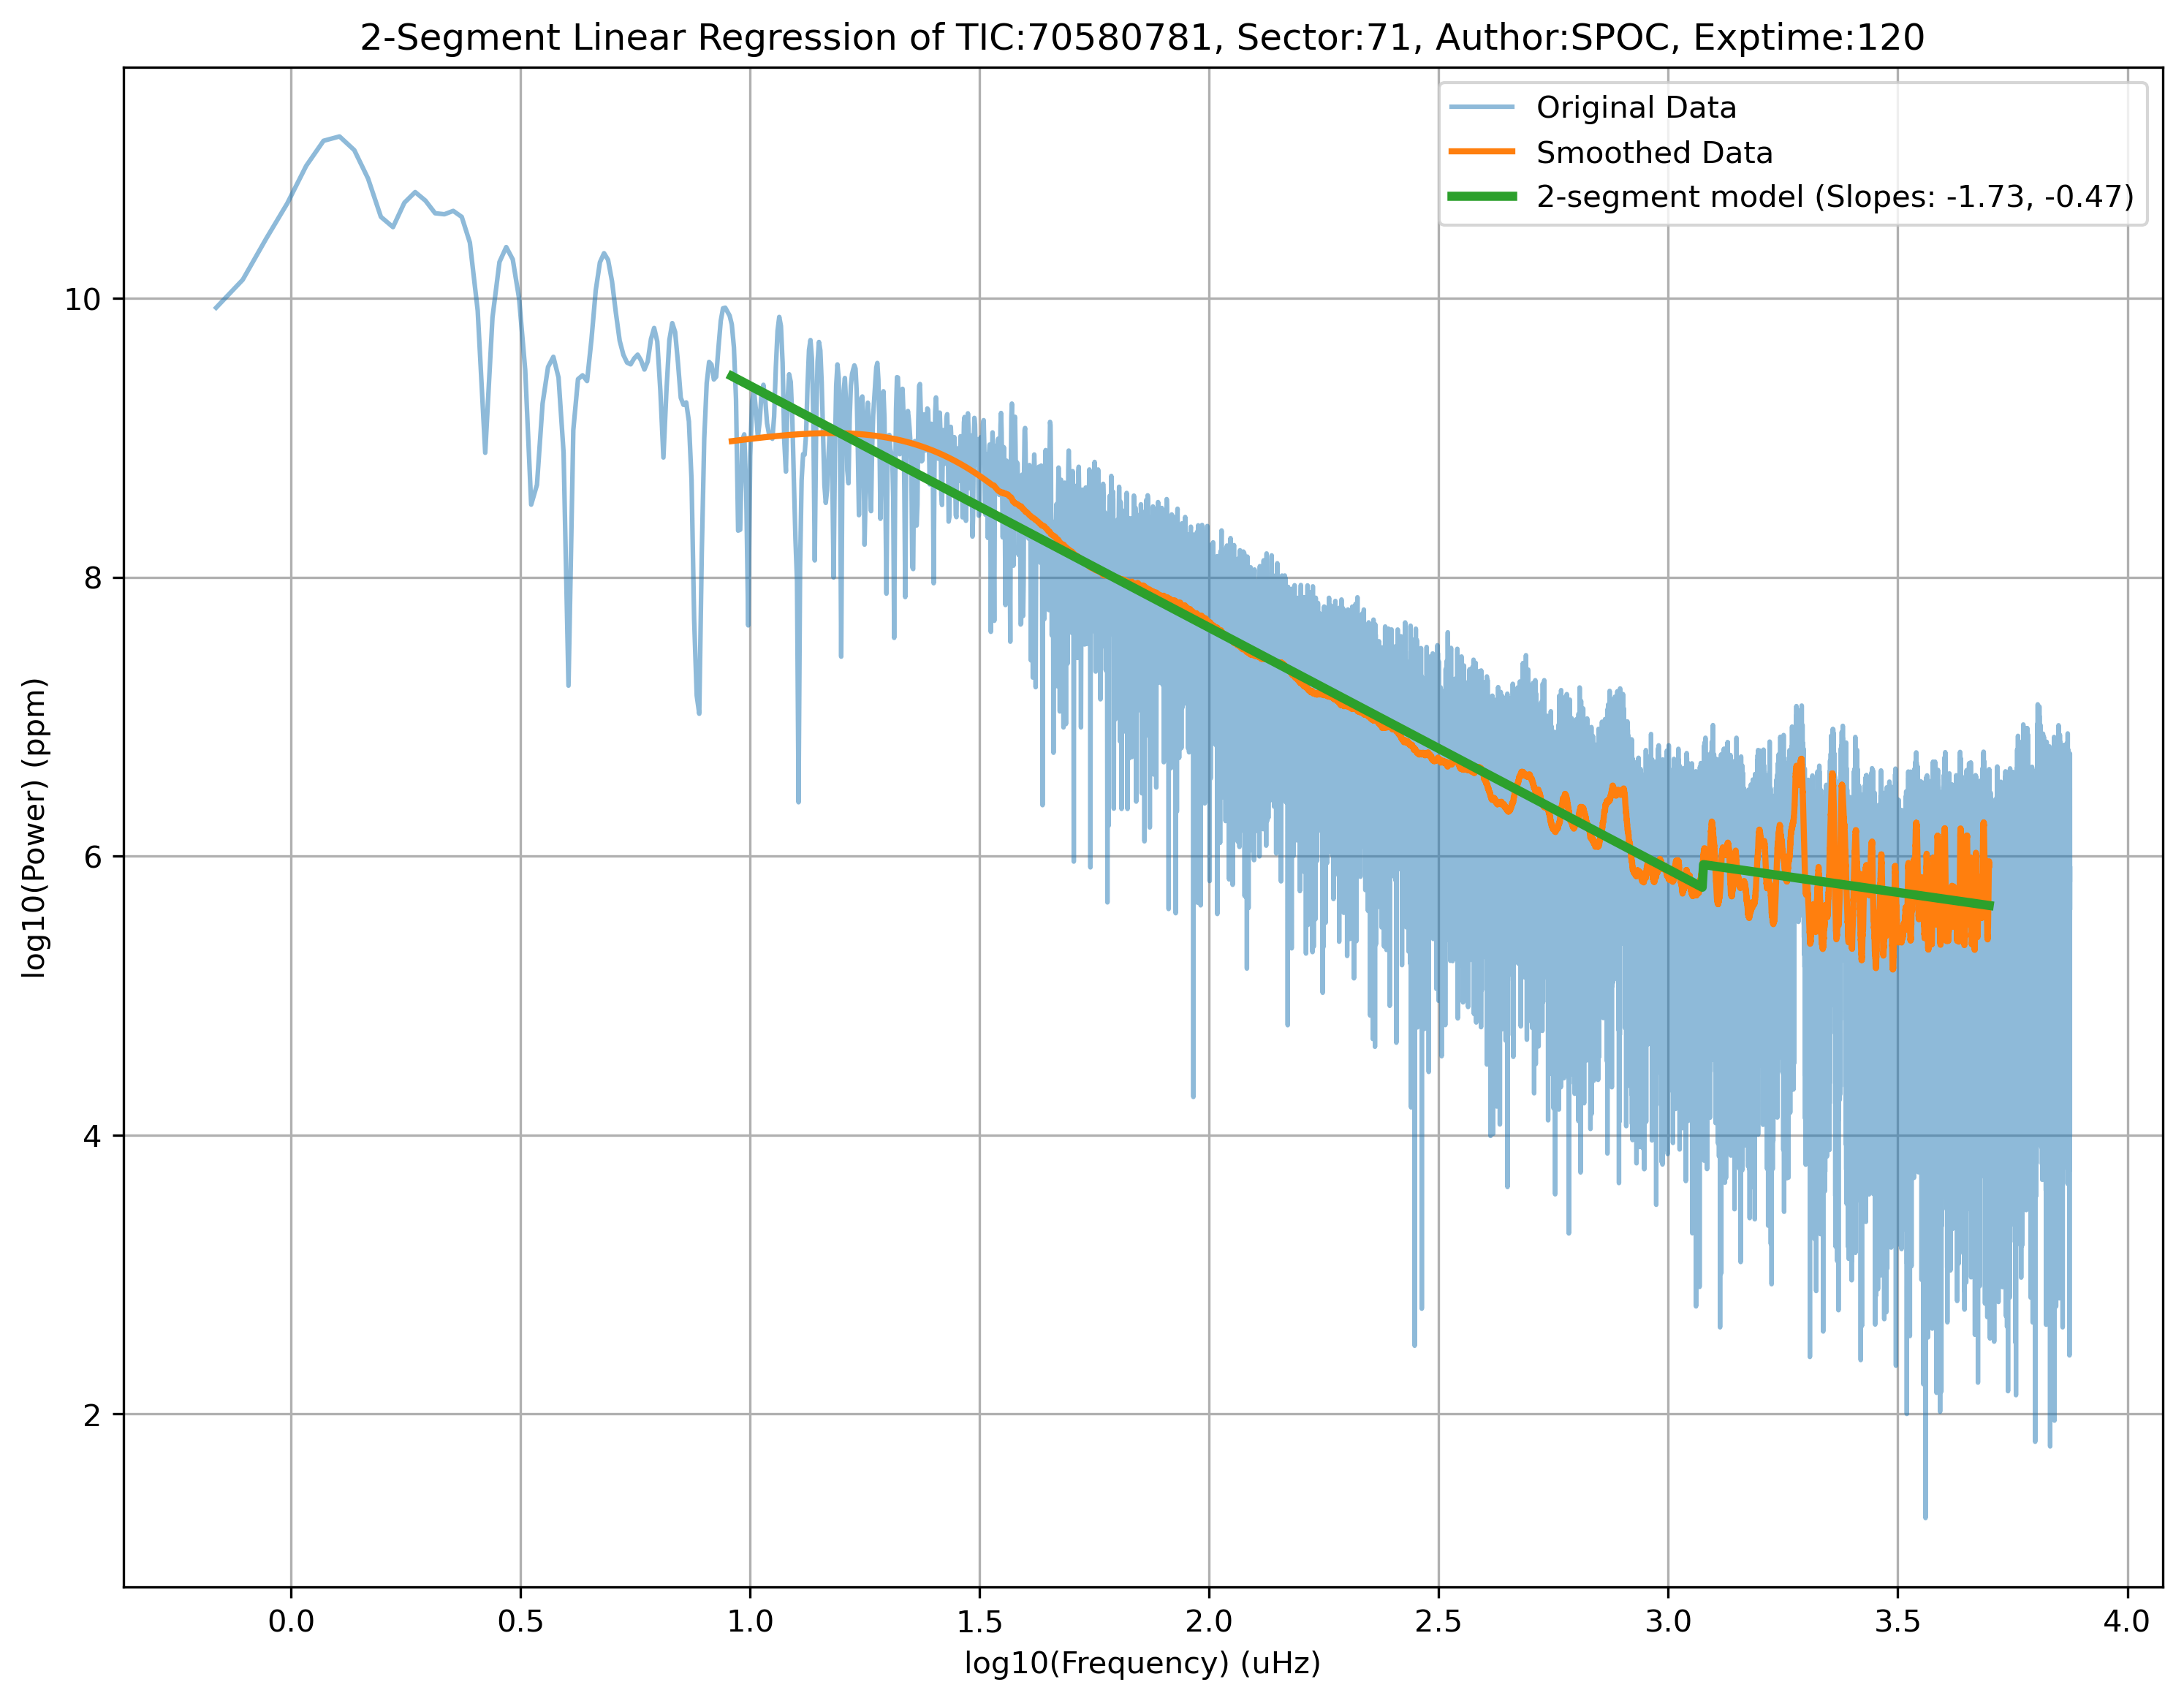 2-Segment Linear Regression of TIC:70580781, Sector:71, Author:SPOC, Exptime:120
Original Data
Smoothed Data
2-segment model (Slopes: -1.73, -0.47)
log10(Power) (ppm)
10
8
6
4
2
0.0 0.5 1.0 1.5 2.0 2.5 3.0 3.5 4.0
log10(Frequency) (uHz)